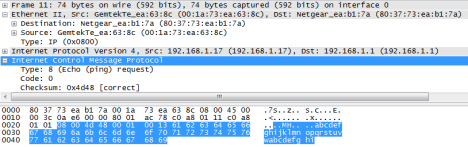 Frame 11: 74 bytes on wire (592 bits), 74 bytes captured (592 bits) on interface 0
Ethernet II, Src: GemtekTe_ea:63:8c (00:1a:73:ea:63:8c), Dst: Netgear_ea:b1:7a (80:37:73:ea:b1:7a)
Destination: Netgear_ea:b1:7a (80:37:73:ea:b1:7a)
Source: GemtekTe_ea:63:8c (00:1a:73:ea:63:8c)
Type: IP (0x0800)
Internet Protocol Version 4, Src: 192.168.1.17 (192.168.1.17), Dst: 192.168.1.1 (192.168.1.1)
Internet Control Message Protocol
Type: 8 (Echo (ping) request)
Code: 0
Checksum: 0x4d48 [correct]
0000 80 37 73 ea b1 7a 00 1a 73 ea 63 8c 08 00 45 00 .7s..z.. s.c...E.
0010 00 3c 0a e6 00 00 80 01 ac 78 c0 a8 01 11 c0 a8 .<...... .x......
0020 01 01 08 00 4d 48 00 01 00 13 61 62 63 64 65 66 ....MH.. ..abcdef
0030 67 68 69 6a 6b 6c 6d 6e 6f 70 71 72 73 74 75 76 ghijklmn opqrstuv
0040 77 61 62 63 64 65 66 67 68 69 wabcdefg hi